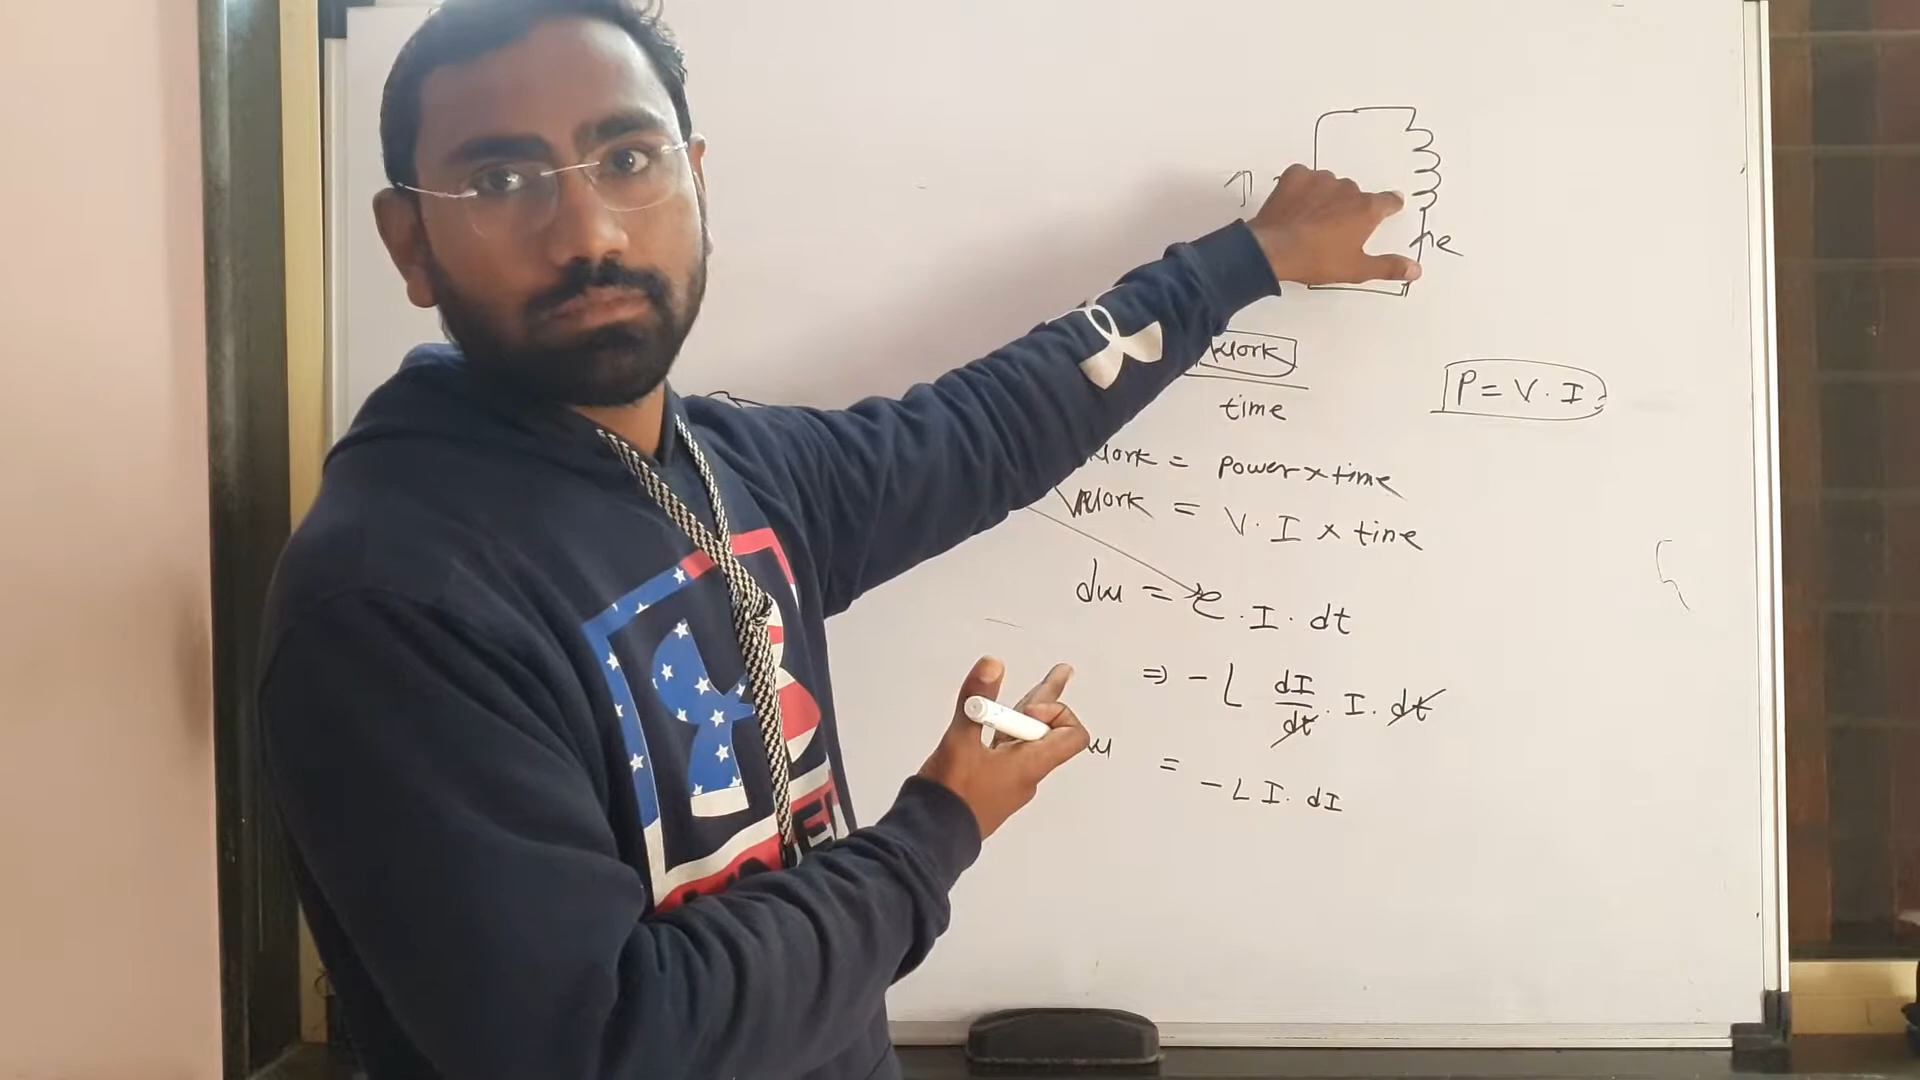 e
work
time
P = V · I
work = power × time
work = V · I × time
dw = e · I · dt
⇒ - L dI/dt · I · dt
= - L I · dI